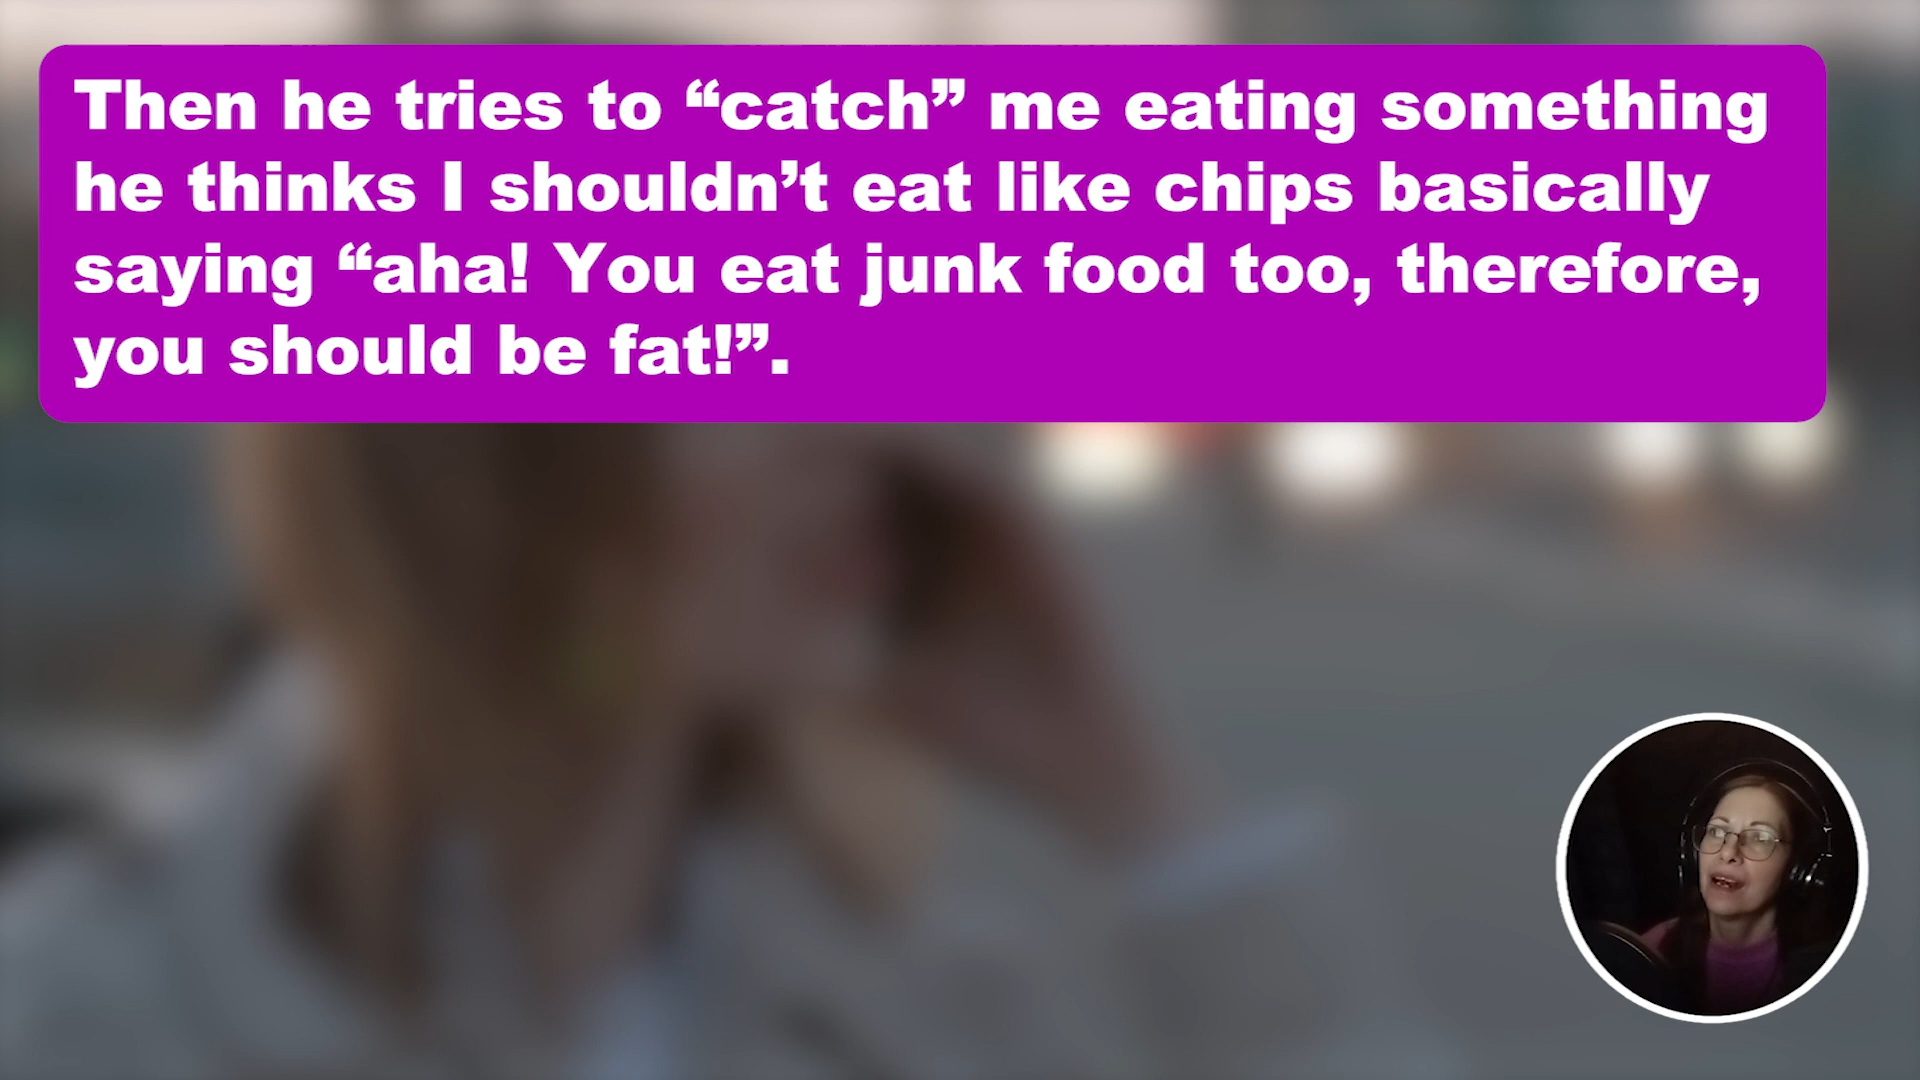 Then he tries to “catch” me eating something
he thinks I shouldn’t eat like chips basically
saying “aha! You eat junk food too, therefore,
you should be fat!”.